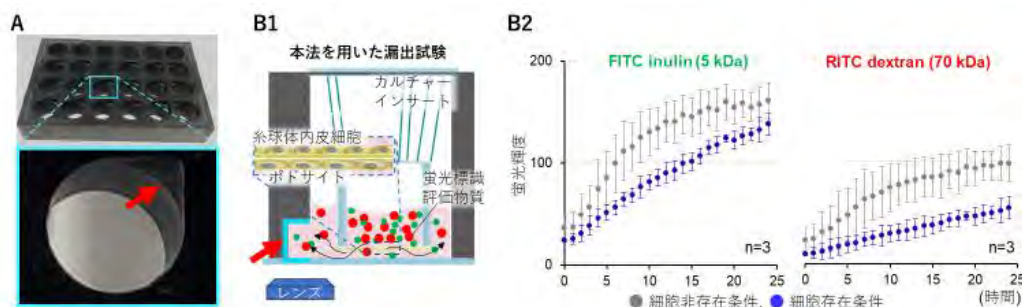 A
B1
本法を用いた漏出試験
カルチャー
インサート
糸球体内皮細胞
ポドサイト
蛍光標識
評価物質
レンズ
B2
FITC inulin (5 kDa)
RITC dextran (70 kDa)
蛍光輝度
200
100
0
n=3
n=3
0 5 10 15 20 25
0 5 10 15 20 25
(時間)
細胞非存在条件, 細胞存在条件